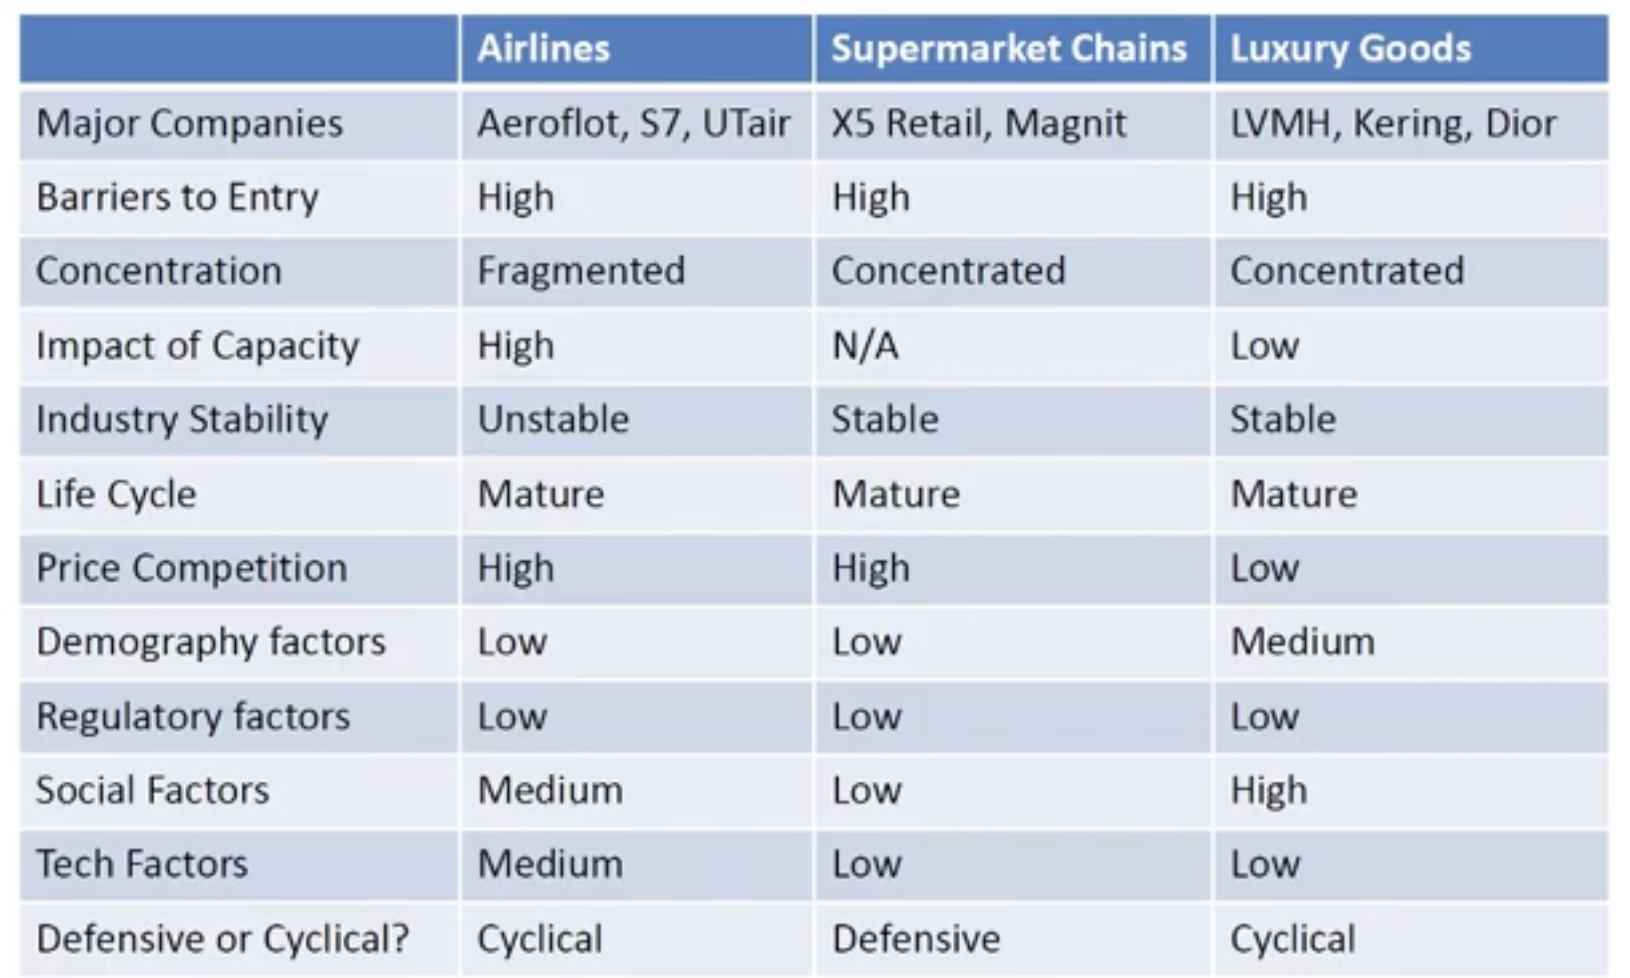 Airlines Supermarket Chains Luxury Goods
Major Companies Aeroflot, S7, UTair X5 Retail, Magnit LVMH, Kering, Dior
Barriers to Entry High High High
Concentration Fragmented Concentrated Concentrated
Impact of Capacity High N/A Low
Industry Stability Unstable Stable Stable
Life Cycle Mature Mature Mature
Price Competition High High Low
Demography factors Low Low Medium
Regulatory factors Low Low Low
Social Factors Medium Low High
Tech Factors Medium Low Low
Defensive or Cyclical? Cyclical Defensive Cyclical